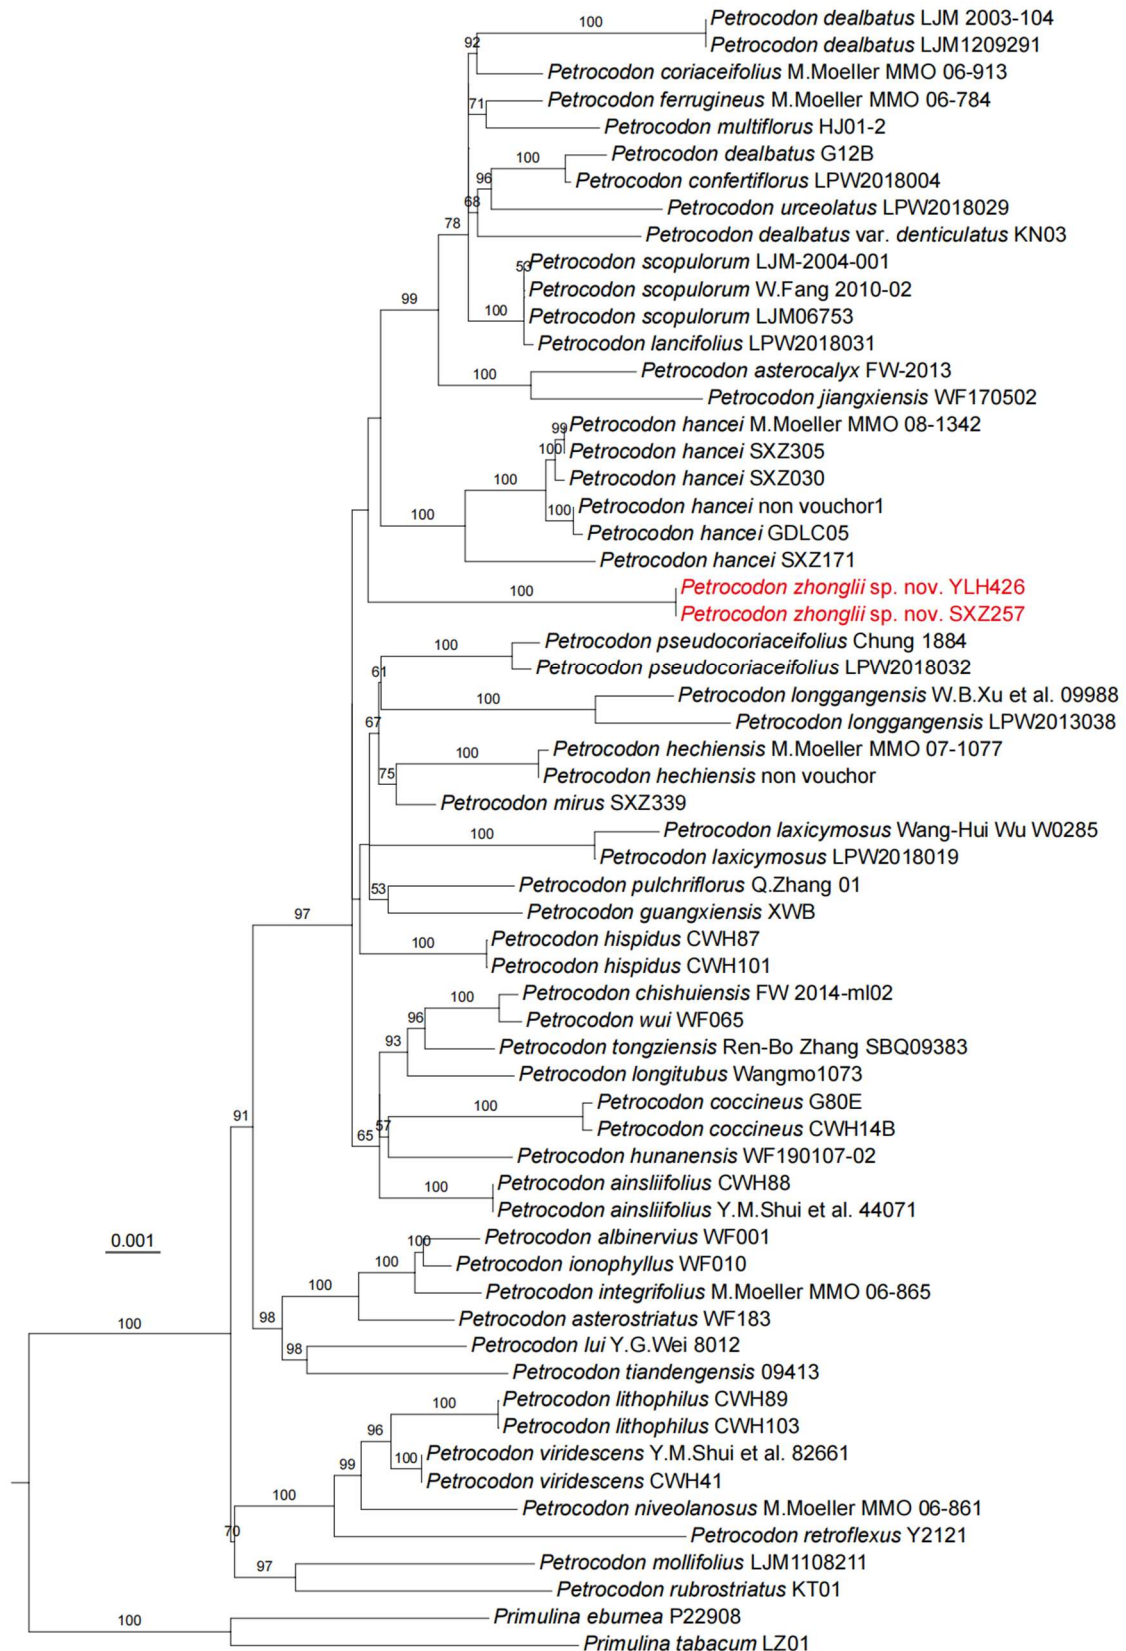 100
Petrocodon dealbatus LJM 2003-104
Petrocodon dealbatus LJM1209291
92
Petrocodon coriaceifolius M.Moeller MMO 06-913
Petrocodon ferrugineus M.Moeller MMO 06-784
71
Petrocodon multiflorus HJ01-2
100
Petrocodon dealbatus G12B
Petrocodon confertiflorus LPW2018004
96
Petrocodon urceolatus LPW2018029
68
Petrocodon dealbatus var. denticulatus KN03
78
Petrocodon scopulorum LJM-2004-001
53
Petrocodon scopulorum W.Fang 2010-02
99
100
Petrocodon scopulorum LJM06753
Petrocodon lancifolius LPW2018031
Petrocodon asterocalyx FW-2013
100
Petrocodon jiangxiensis WF170502
Petrocodon hancei M.Moeller MMO 08-1342
99
100
Petrocodon hancei SXZ305
Petrocodon hancei SXZ030
100
Petrocodon hancei non vouchor1
100
100
Petrocodon hancei GDLC05
Petrocodon hancei SXZ171
Petrocodon zhonglii sp. nov. YLH426
100
Petrocodon zhonglii sp. nov. SXZ257
Petrocodon pseudocoriaceifolius Chung 1884
100
Petrocodon pseudocoriaceifolius LPW2018032
61
Petrocodon longgangensis W.B.Xu et al. 09988
100
Petrocodon longgangensis LPW2013038
67
Petrocodon hechiensis M.Moeller MMO 07-1077
100
Petrocodon hechiensis non vouchor
75
Petrocodon mirus SXZ339
Petrocodon laxicymosus Wang-Hui Wu W0285
100
Petrocodon laxicymosus LPW2018019
Petrocodon pulchriflorus Q.Zhang 01
53
Petrocodon guangxiensis XWB
97
Petrocodon hispidus CWH87
100
Petrocodon hispidus CWH101
Petrocodon chishuiensis FW 2014-ml02
100
Petrocodon wui WF065
96
Petrocodon tongziensis Ren-Bo Zhang SBQ09383
93
Petrocodon longitubus Wangmo1073
Petrocodon coccineus G80E
100
91
Petrocodon coccineus CWH14B
57
65
Petrocodon hunanensis WF190107-02
Petrocodon ainsliifolius CWH88
100
Petrocodon ainsliifolius Y.M.Shui et al. 44071
0.001
Petrocodon albinervius WF001
100
Petrocodon ionophyllus WF010
100
Petrocodon integrifolius M.Moeller MMO 06-865
100
Petrocodon asterostriatus WF183
98
100
Petrocodon lui Y.G.Wei 8012
98
Petrocodon tiandengensis 09413
Petrocodon lithophilus CWH89
100
Petrocodon lithophilus CWH103
96
Petrocodon viridescens Y.M.Shui et al. 82661
100
99
Petrocodon viridescens CWH41
100
Petrocodon niveolanosus M.Moeller MMO 06-861
70
Petrocodon retroflexus Y2121
Petrocodon mollifolius LJM1108211
97
Petrocodon rubrostriatus KT01
Primulina eburnea P22908
100
Primulina tabacum LZ01